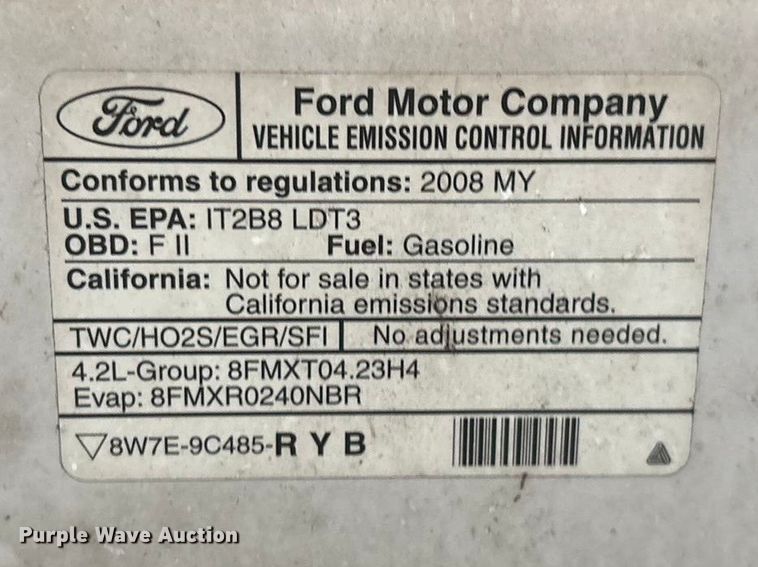 Ford
Ford Motor Company
VEHICLE EMISSION CONTROL INFORMATION
Conforms to regulations: 2008 MY
U.S. EPA: IT2B8 LDT3
OBD: F II Fuel: Gasoline
California: Not for sale in states with
California emissions standards.
TWC/HO2S/EGR/SFI No adjustments needed.
4.2L-Group: 8FMXT04.23H4
Evap: 8FMXR0240NBR
▽8W7E-9C485-R Y B
Purple Wave Auction